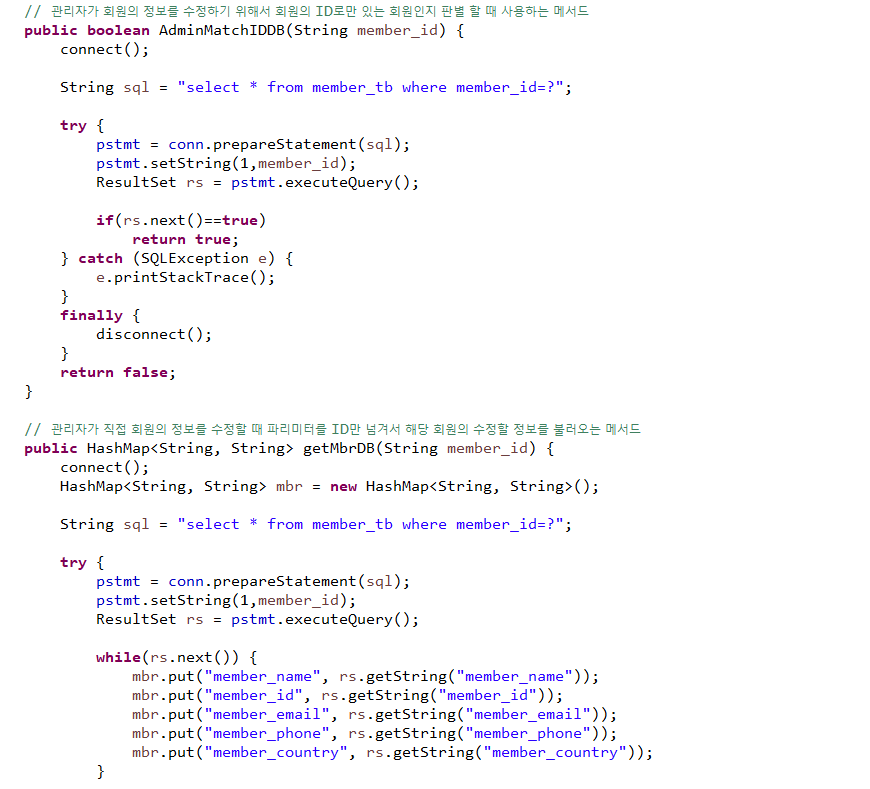 // 관리자가 회원의 정보를 수정하기 위해서 회원의 ID로만 있는 회원인지 판별 할 때 사용하는 메서드
public boolean AdminMatchIDDB(String member_id) {
    connect();

    String sql = "select * from member_tb where member_id=?";

    try {
        pstmt = conn.prepareStatement(sql);
        pstmt.setString(1,member_id);
        ResultSet rs = pstmt.executeQuery();

        if(rs.next()==true)
            return true;
    } catch (SQLException e) {
        e.printStackTrace();
    }
    finally {
        disconnect();
    }
    return false;
}

// 관리자가 직접 회원의 정보를 수정할 때 파리미터를 ID만 넘겨서 해당 회원의 수정할 정보를 불러오는 메서드
public HashMap<String, String> getMbrDB(String member_id) {
    connect();
    HashMap<String, String> mbr = new HashMap<String, String>();

    String sql = "select * from member_tb where member_id=?";

    try {
        pstmt = conn.prepareStatement(sql);
        pstmt.setString(1,member_id);
        ResultSet rs = pstmt.executeQuery();

        while(rs.next()) {
            mbr.put("member_name", rs.getString("member_name"));
            mbr.put("member_id", rs.getString("member_id"));
            mbr.put("member_email", rs.getString("member_email"));
            mbr.put("member_phone", rs.getString("member_phone"));
            mbr.put("member_country", rs.getString("member_country"));
        }